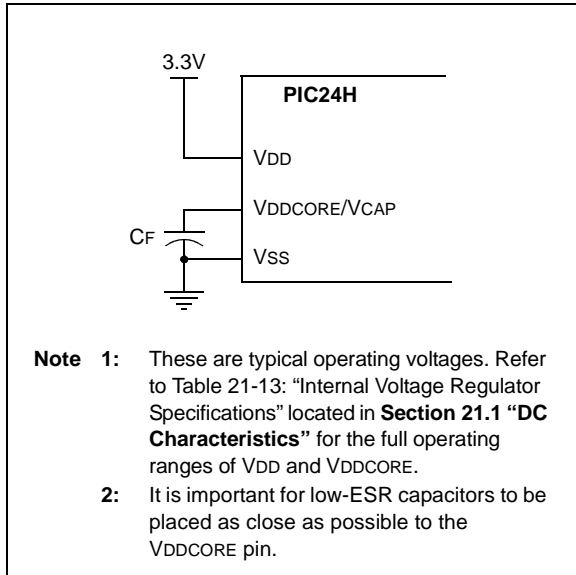 3.3V
PIC24H
VDD
VDDCORE/VCAP
CF
VSS
Note 1: These are typical operating voltages. Refer
to Table 21-13: “Internal Voltage Regulator
Specifications” located in Section 21.1 “DC
Characteristics” for the full operating
ranges of VDD and VDDCORE.
2: It is important for low-ESR capacitors to be
placed as close as possible to the
VDDCORE pin.